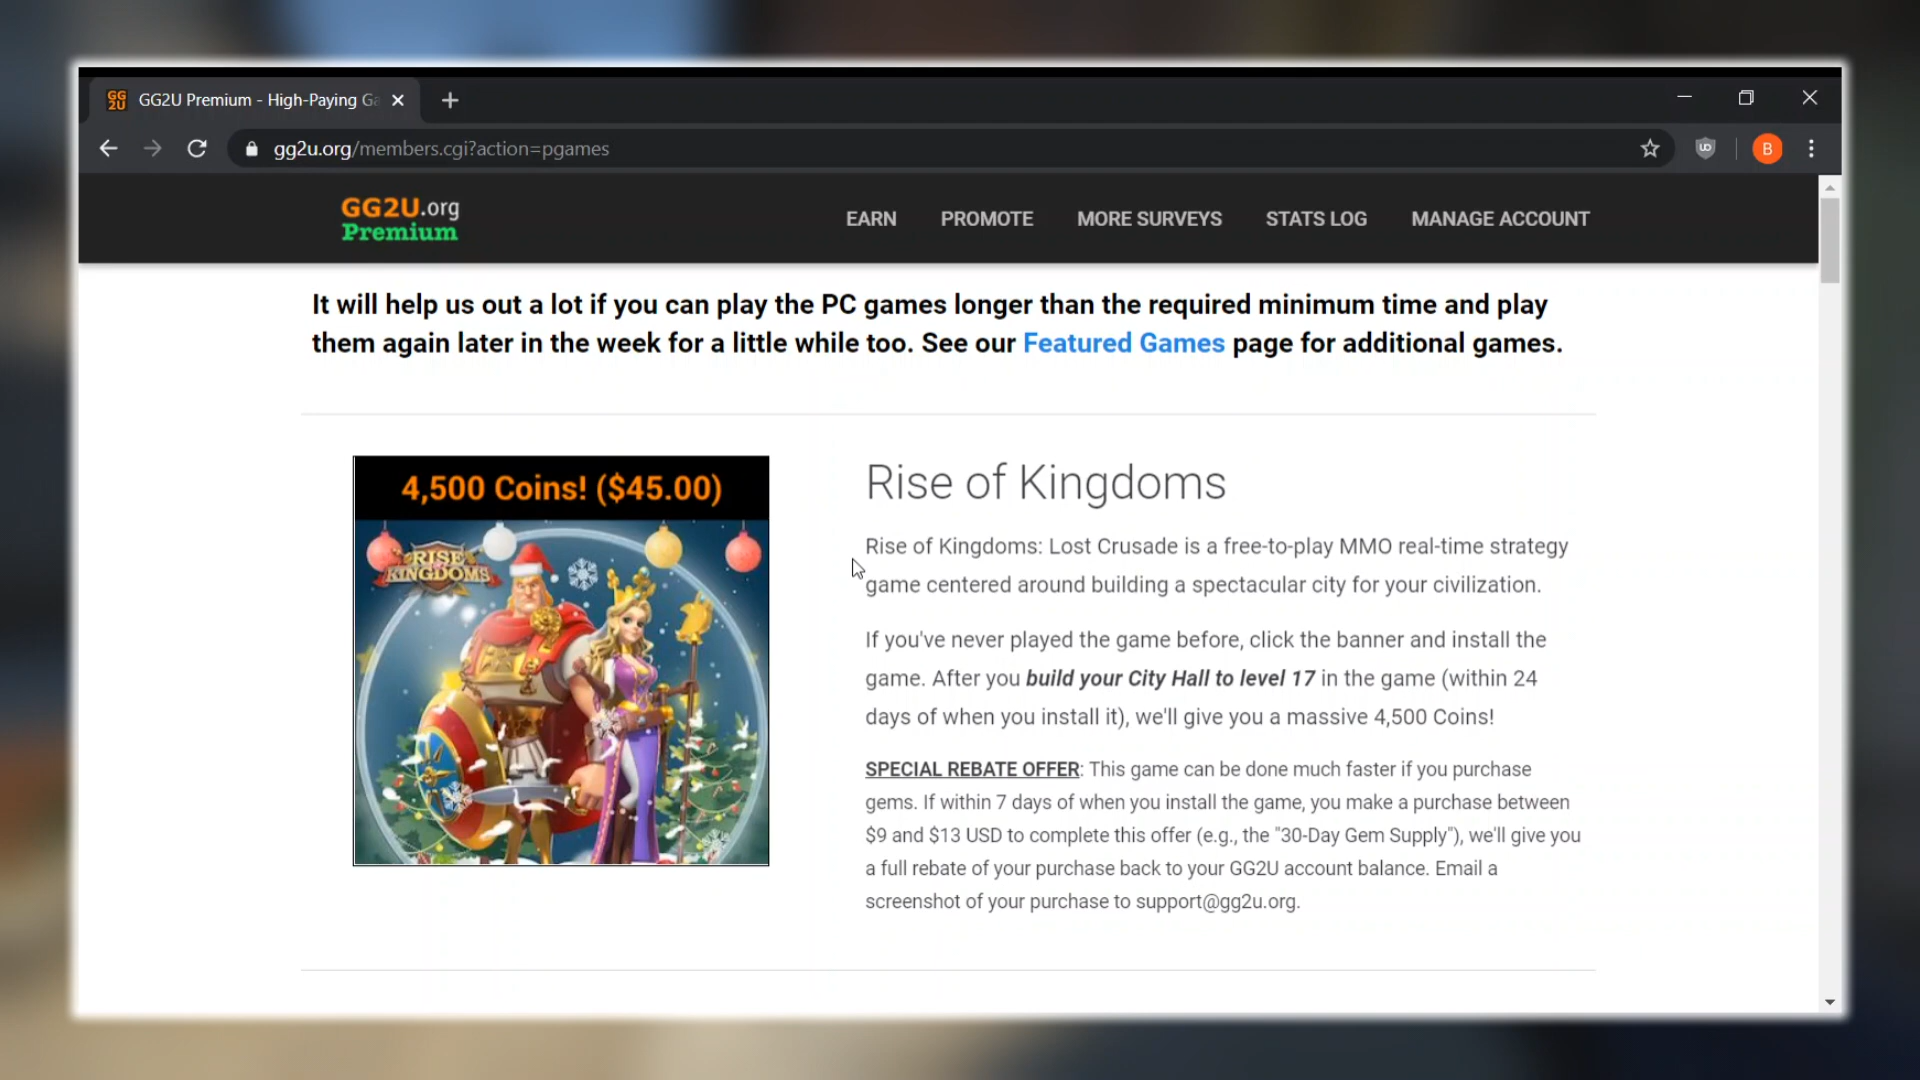 GG2U
GG2U Premium - High-Paying Ga
gg2u.org/members.cgi?action=pgames
UD
B
GG2U.org
Premium
EARN
PROMOTE
MORE SURVEYS
STATS LOG
MANAGE ACCOUNT
It will help us out a lot if you can play the PC games longer than the required minimum time and play
them again later in the week for a little while too. See our Featured Games page for additional games.
4,500 Coins! ($45.00)
RISE OF
KINGDOMS
Rise of Kingdoms
Rise of Kingdoms: Lost Crusade is a free-to-play MMO real-time strategy
game centered around building a spectacular city for your civilization.
If you've never played the game before, click the banner and install the
game. After you build your City Hall to level 17 in the game (within 24
days of when you install it), we'll give you a massive 4,500 Coins!
SPECIAL REBATE OFFER: This game can be done much faster if you purchase
gems. If within 7 days of when you install the game, you make a purchase between
$9 and $13 USD to complete this offer (e.g., the "30-Day Gem Supply"), we'll give you
a full rebate of your purchase back to your GG2U account balance. Email a
screenshot of your purchase to support@gg2u.org.